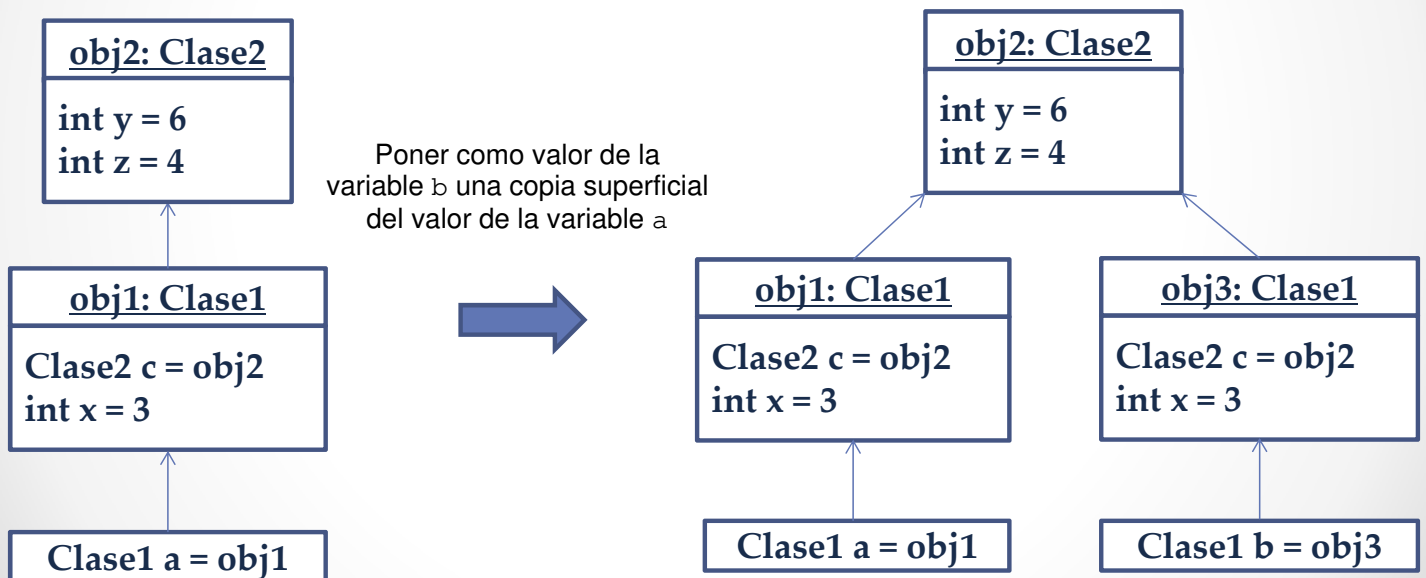 obj2: Clase2
int y = 6
int z = 4
obj1: Clase1
Clase2 c = obj2
int x = 3
Clase1 a = obj1
Poner como valor de la
variable b una copia superficial
del valor de la variable a
obj2: Clase2
int y = 6
int z = 4
obj1: Clase1
Clase2 c = obj2
int x = 3
Clase1 a = obj1
obj3: Clase1
Clase2 c = obj2
int x = 3
Clase1 b = obj3